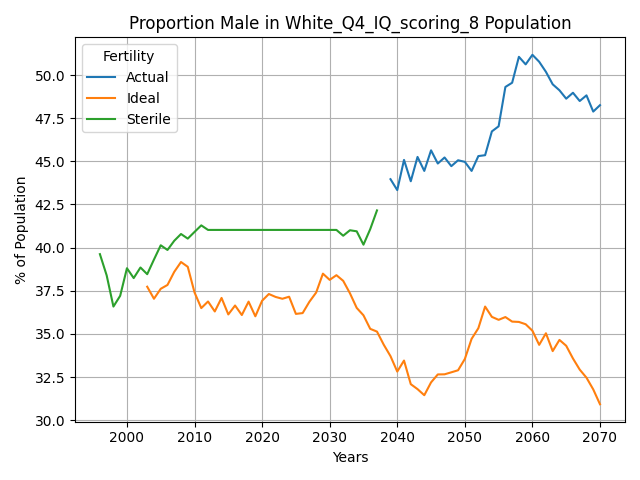 Proportion Male in White_Q4_IQ_scoring_8 Population
Fertility
Actual
Ideal
Sterile
% of Population
50.0
47.5
45.0
42.5
40.0
37.5
35.0
32.5
30.0
2000
2010
2020
2030
2040
2050
2060
2070
Years